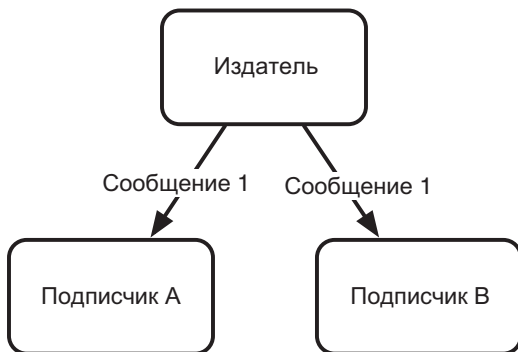 Издатель
Сообщение 1
Сообщение 1
Подписчик А
Подписчик В